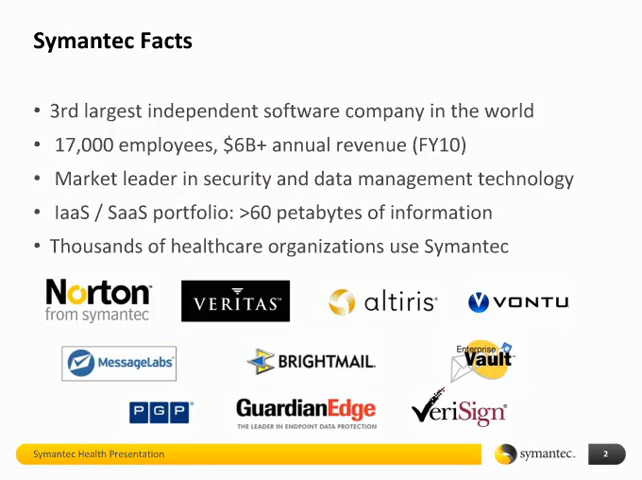 Symantec Facts
• 3rd largest independent software company in the world
• 17,000 employees, $6B+ annual revenue (FY10)
• Market leader in security and data management technology
• IaaS / SaaS portfolio: >60 petabytes of information
• Thousands of healthcare organizations use Symantec
Norton™
from symantec
VERITAS™
altiris®
VONTU
MessageLabs®
BRIGHTMAIL.
Enterprise
Vault™
PGP®
GuardianEdge
THE LEADER IN ENDPOINT DATA PROTECTION
VeriSign®
Symantec Health Presentation
symantec.
2